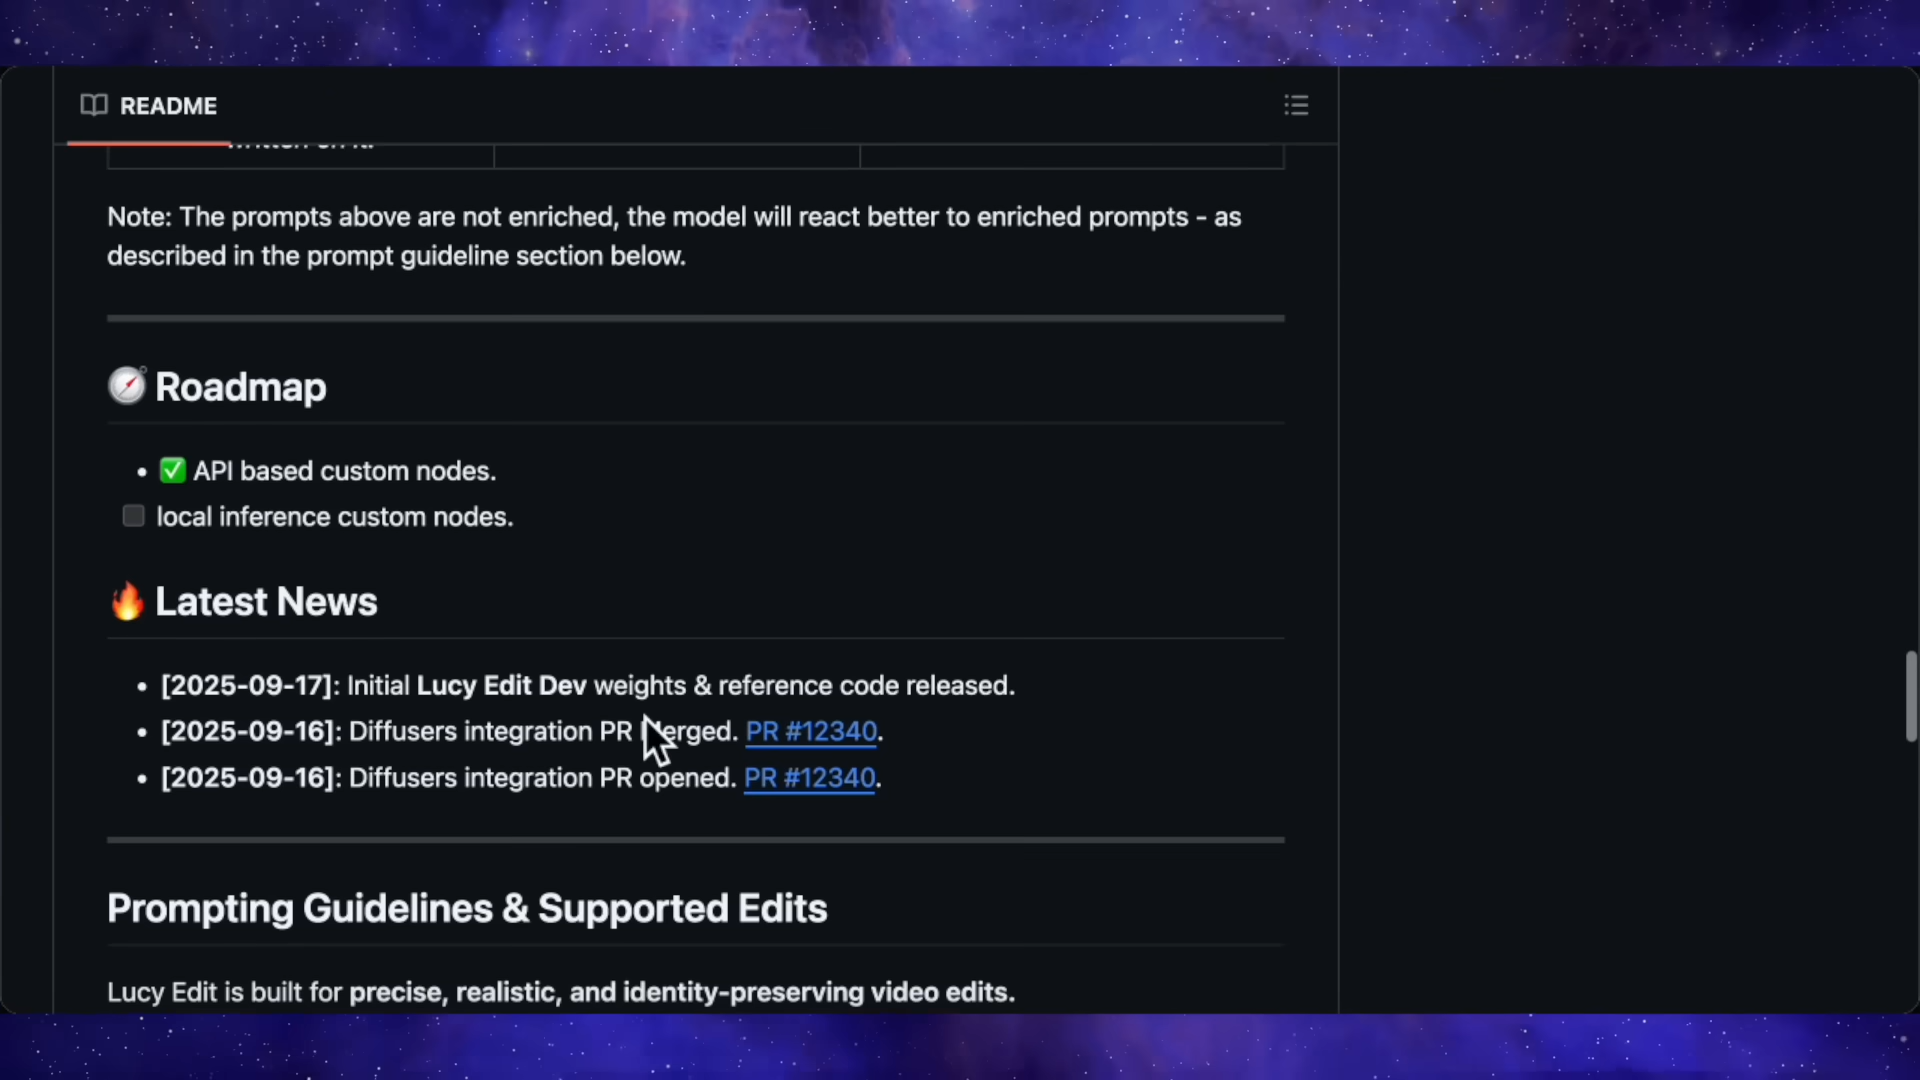 README
written on it.
Note: The prompts above are not enriched, the model will react better to enriched prompts - as
described in the prompt guideline section below.
Roadmap
API based custom nodes.
local inference custom nodes.
Latest News
[2025-09-17]: Initial Lucy Edit Dev weights & reference code released.
[2025-09-16]: Diffusers integration PR merged. PR #12340.
[2025-09-16]: Diffusers integration PR opened. PR #12340.
Prompting Guidelines & Supported Edits
Lucy Edit is built for precise, realistic, and identity-preserving video edits.